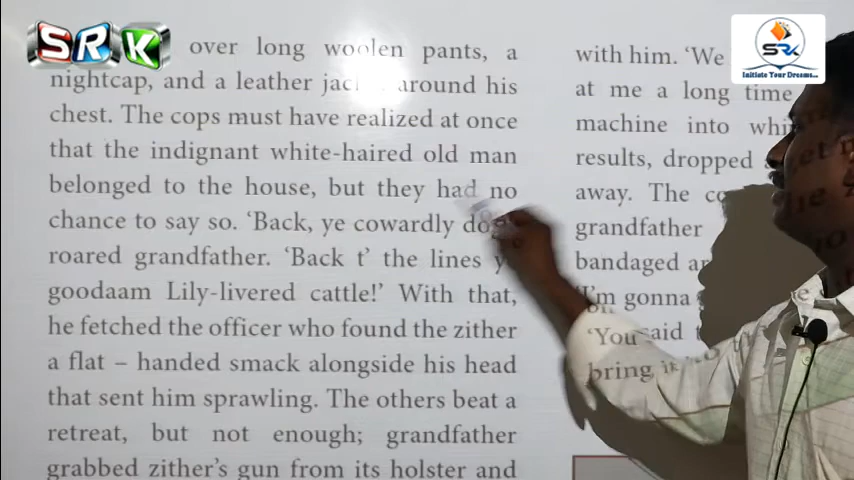 SRK
SRK
Initiate Your Dreams...
over long woolen pants, a
nightcap, and a leather around his
chest. The cops must have realized at once
that the indignant white-haired old man
belonged to the house, but they had no
chance to say so. 'Back, ye cowardly
roared grandfather. 'Back t' the lines
goodaam Lily-livered cattle!' With that,
he fetched the officer who found the zither
a flat – handed smack alongside his head
that sent him sprawling. The others beat a
retreat, but not enough; grandfather
grabbed zither's gun from its holster and
with him. 'We
at me a long time
machine into
results, dropped
away. The
grandfather
bandaged
'I'm gonna
'You said
bring